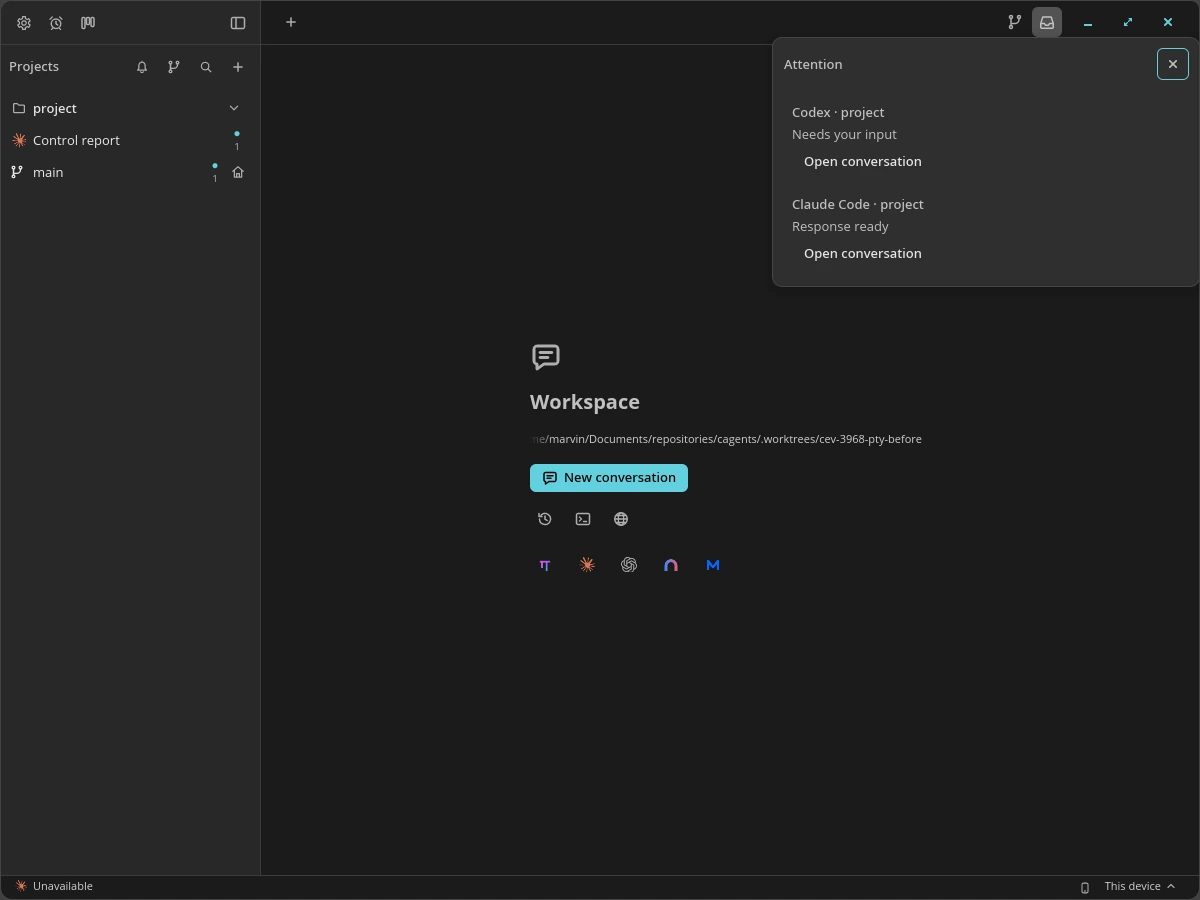 Projects
project
Control report
1
main
1
Attention
Codex · project
Needs your input
Open conversation
Claude Code · project
Response ready
Open conversation
Workspace
/marvin/Documents/repositories/cagents/.worktrees/cev-3968-pty-before
New conversation
Unavailable
This device